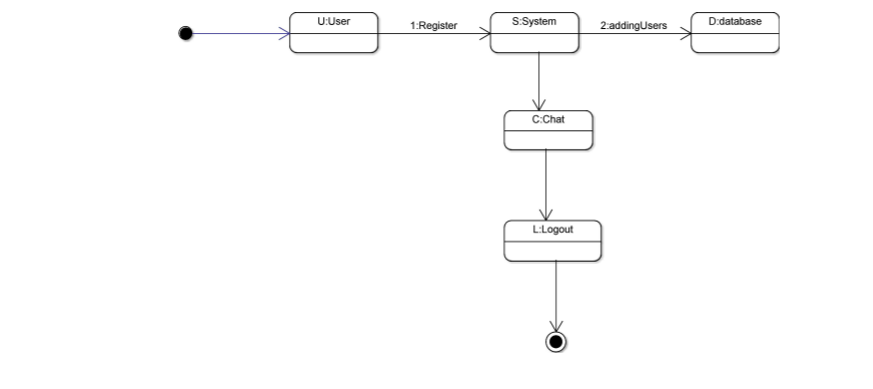 U:User
1:Register
S:System
2:addingUsers
D:database
C:Chat
L:Logout